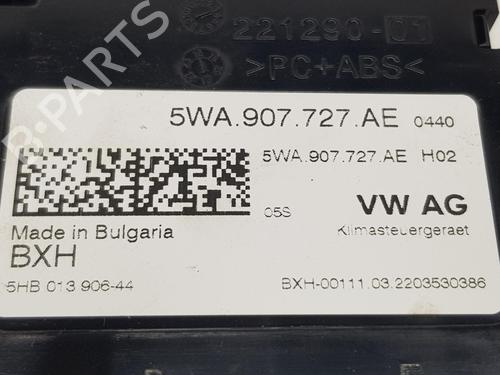 221290-01
>PC+ABS<
5WA.907.727.AE 0440
5WA.907.727.AE H02
05S VW AG
Made in Bulgaria Klimasteuergeraet
BXH
5HB 013 906-44 BXH-00111.03.2203530386
B-PARTS